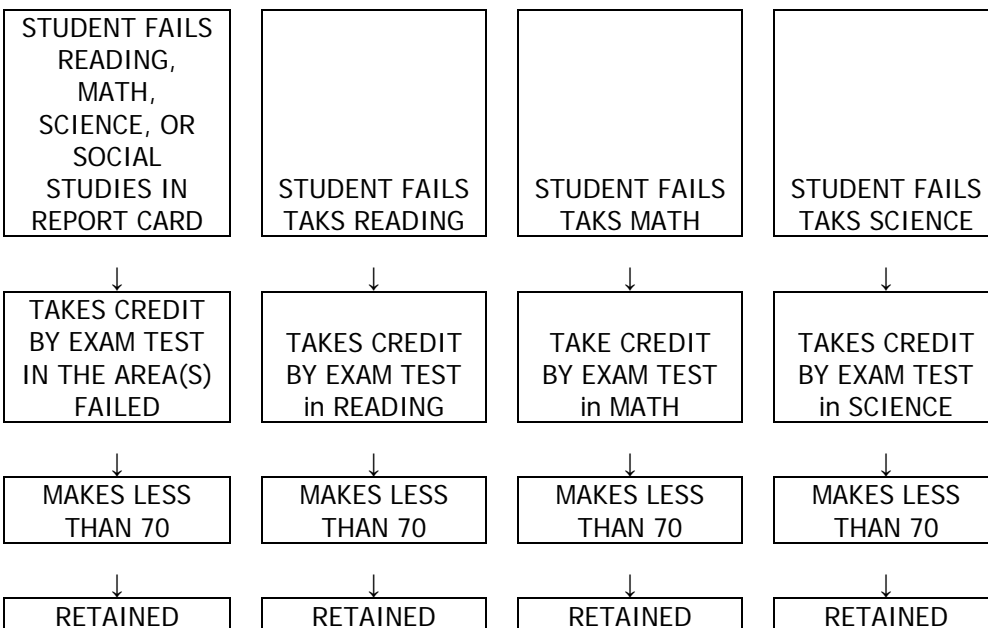 STUDENT FAILS
READING,
MATH,
SCIENCE, OR
SOCIAL
STUDIES IN
REPORT CARD
STUDENT FAILS
TAKS READING
STUDENT FAILS
TAKS MATH
STUDENT FAILS
TAKS SCIENCE
↓
↓
↓
↓
TAKES CREDIT
BY EXAM TEST
IN THE AREA(S)
FAILED
TAKES CREDIT
BY EXAM TEST
in READING
TAKE CREDIT
BY EXAM TEST
in MATH
TAKES CREDIT
BY EXAM TEST
in SCIENCE
↓
↓
↓
↓
MAKES LESS
THAN 70
MAKES LESS
THAN 70
MAKES LESS
THAN 70
MAKES LESS
THAN 70
↓
↓
↓
↓
RETAINED
RETAINED
RETAINED
RETAINED